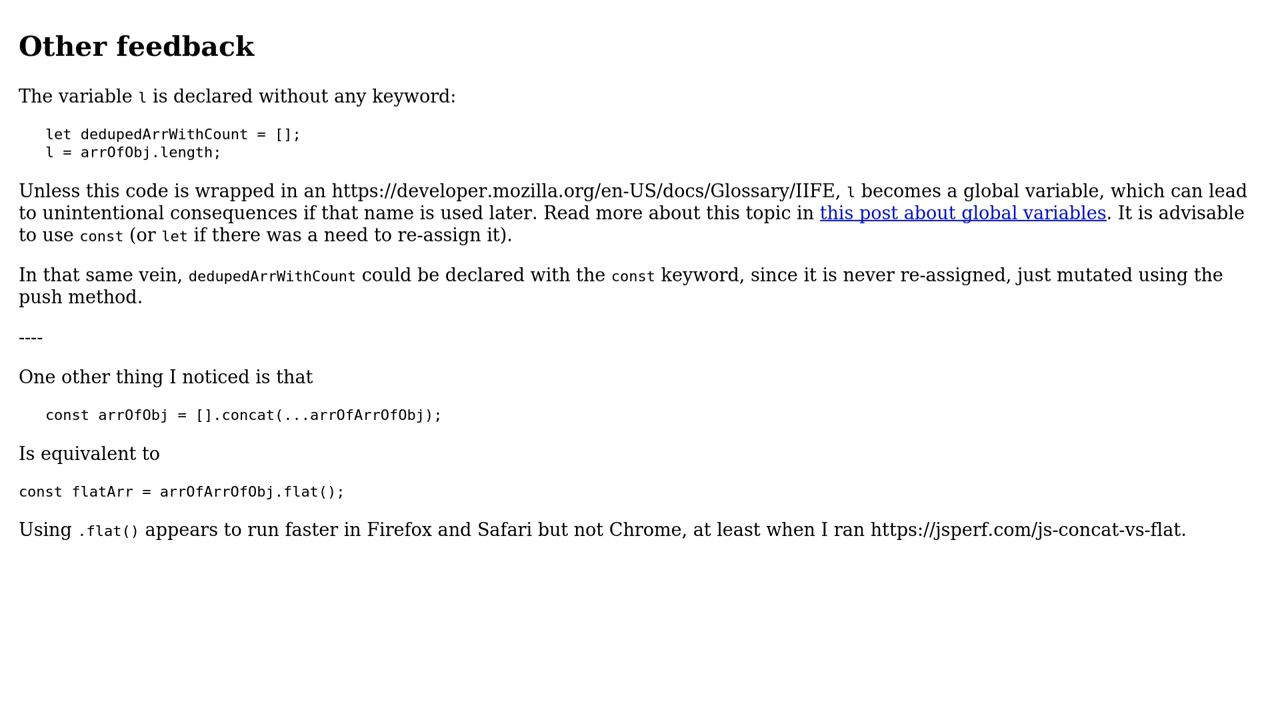 Other feedback
The variable l is declared without any keyword:
let dedupedArrWithCount = [];
l = arrOfObj.length;
Unless this code is wrapped in an https://developer.mozilla.org/en-US/docs/Glossary/IIFE, l becomes a global variable, which can lead
to unintentional consequences if that name is used later. Read more about this topic in this post about global variables. It is advisable
to use const (or let if there was a need to re-assign it).
In that same vein, dedupedArrWithCount could be declared with the const keyword, since it is never re-assigned, just mutated using the
push method.
----
One other thing I noticed is that
const arrOfObj = [].concat(...arrOfArrOfObj);
Is equivalent to
const flatArr = arrOfArrOfObj.flat();
Using .flat() appears to run faster in Firefox and Safari but not Chrome, at least when I ran https://jsperf.com/js-concat-vs-flat.